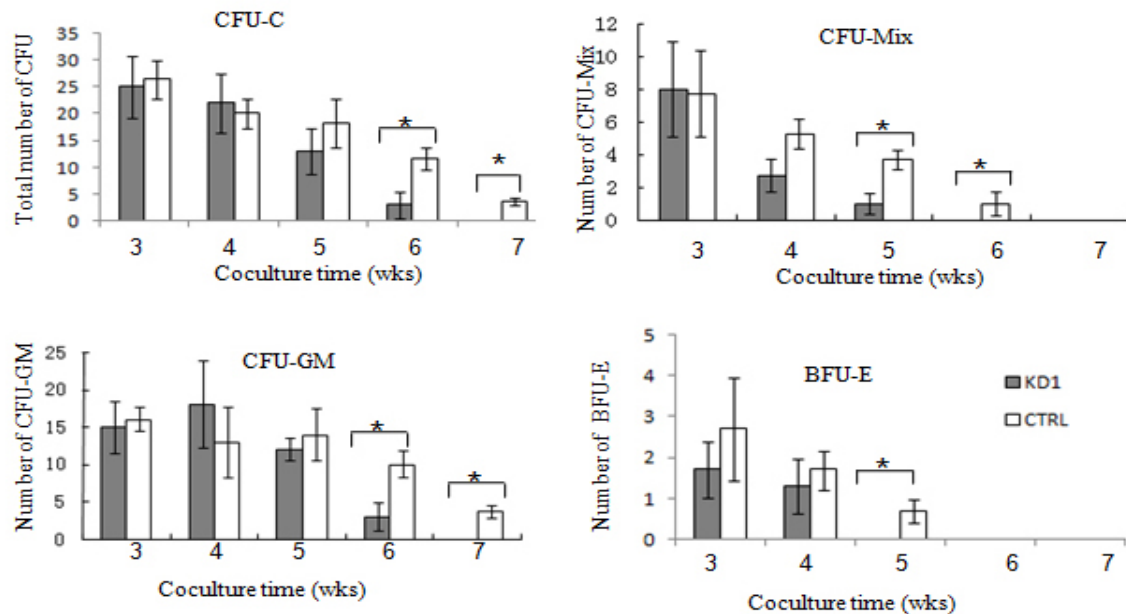 CFU-C
Total number of CFU
35
30
25
20
15
10
5
0
*
*
3 4 5 6 7
Coculture time (wks)
CFU-Mix
Number of CFU-Mix
12
10
8
6
4
2
0
*
*
3 4 5 6 7
Coculture time (wks)
CFU-GM
Number of CFU-GM
25
20
15
10
5
0
*
*
3 4 5 6 7
Coculture time (wks)
BFU-E
Number of BFU-E
5
4
3
2
1
0
*
KD1
CTRL
3 4 5 6 7
Coculture time (wks)